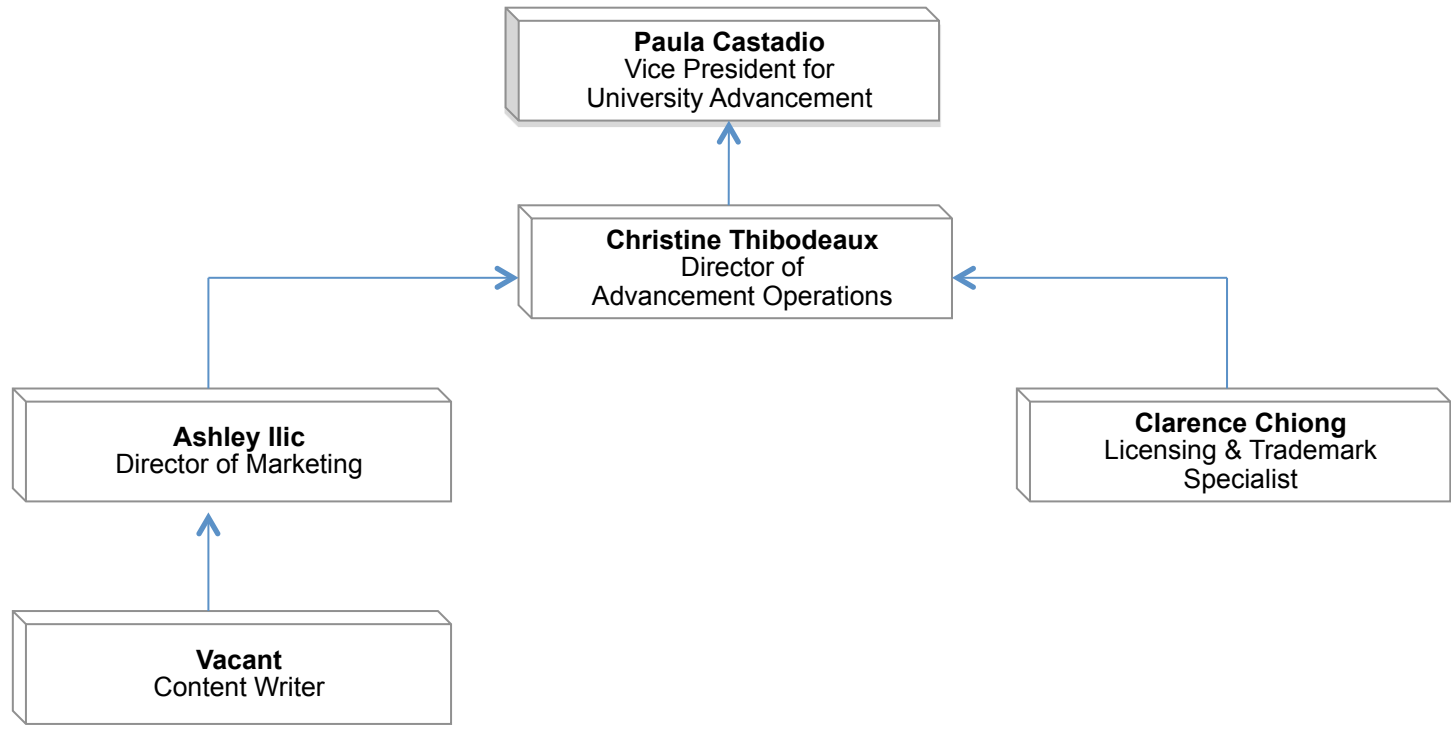 Paula Castadio
Vice President for
University Advancement
Christine Thibodeaux
Director of
Advancement Operations
Ashley Ilic
Director of Marketing
Clarence Chiong
Licensing & Trademark
Specialist
Vacant
Content Writer